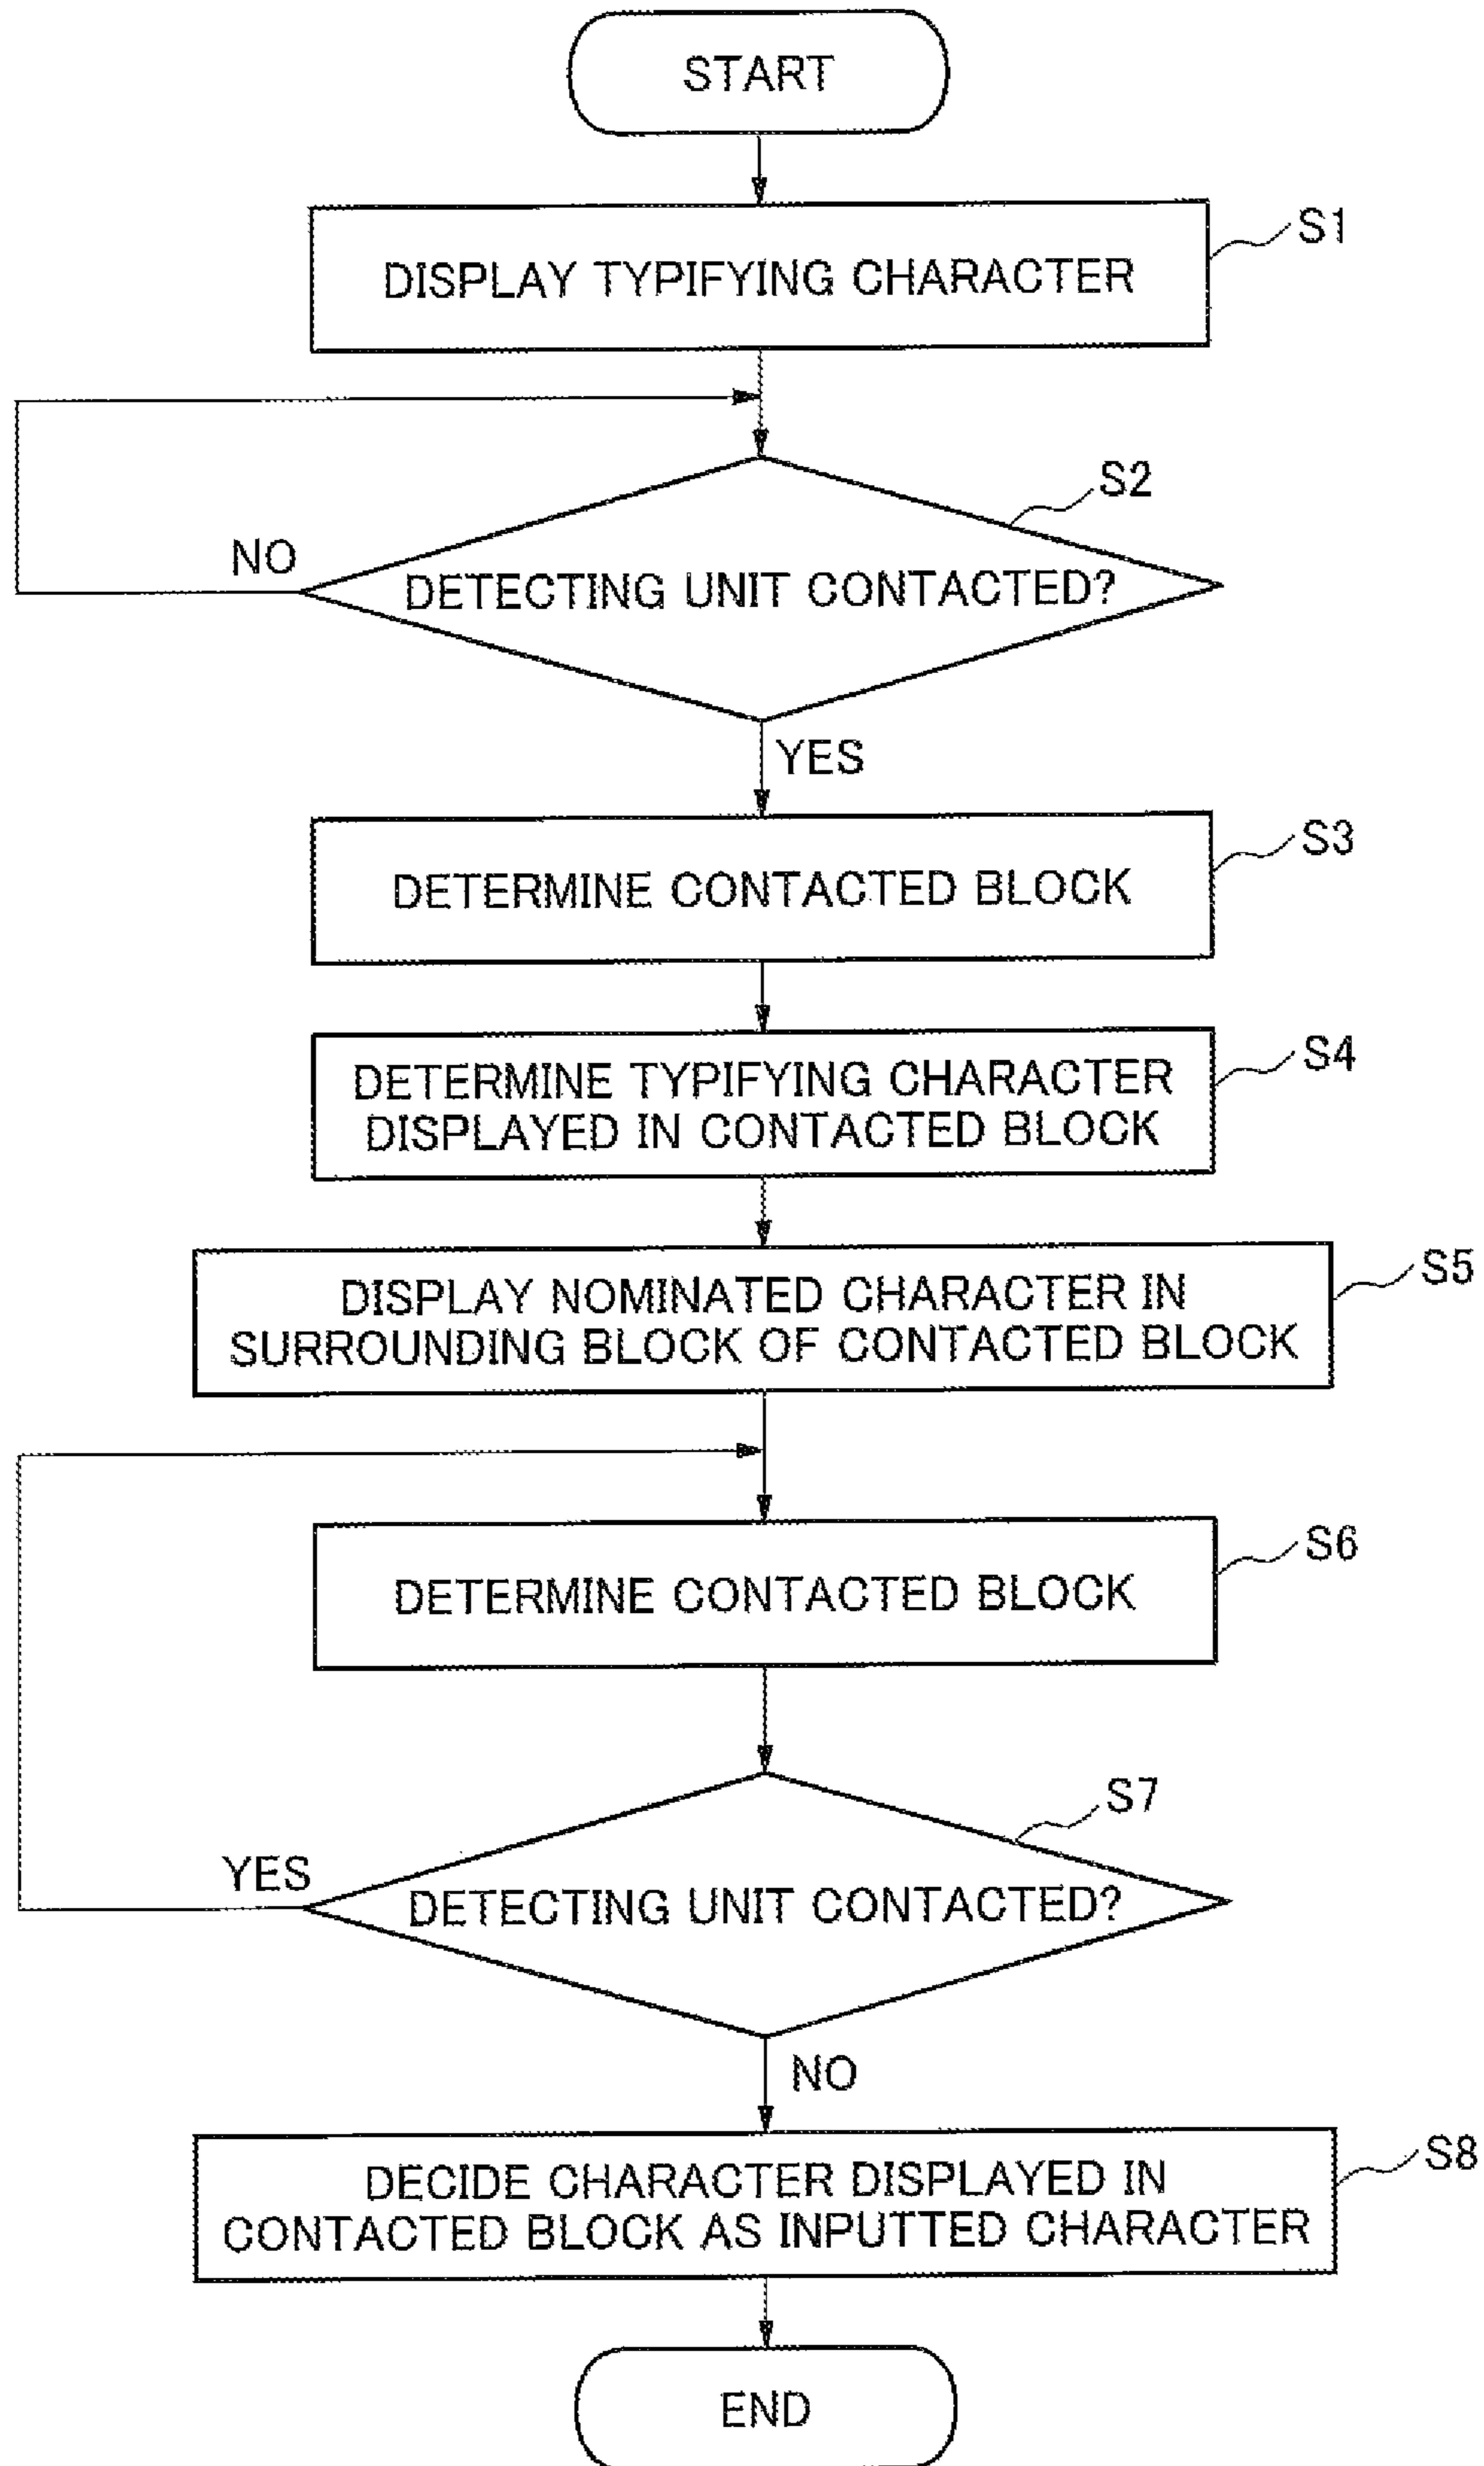 START
S1
DISPLAY TYPIFYING CHARACTER
S2
NO
DETECTING UNIT CONTACTED?
YES
S3
DETERMINE CONTACTED BLOCK
S4
DETERMINE TYPIFYING CHARACTER
DISPLAYED IN CONTACTED BLOCK
S5
DISPLAY NOMINATED CHARACTER IN
SURROUNDING BLOCK OF CONTACTED BLOCK
S6
DETERMINE CONTACTED BLOCK
S7
YES
DETECTING UNIT CONTACTED?
NO
S8
DECIDE CHARACTER DISPLAYED IN
CONTACTED BLOCK AS INPUTTED CHARACTER
END